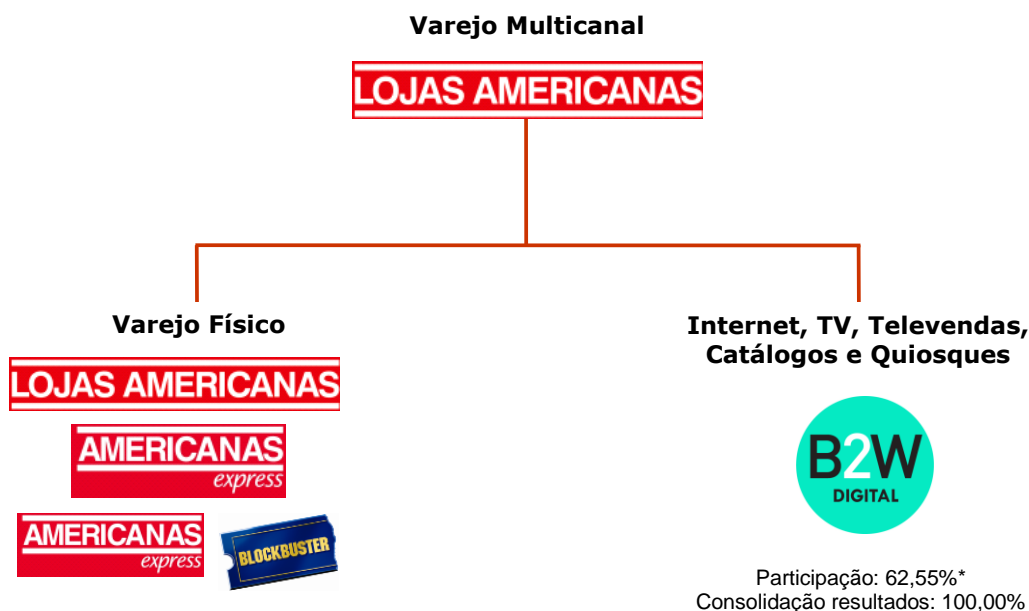 Varejo Multicanal
LOJAS AMERICANAS
Varejo Físico
LOJAS AMERICANAS
AMERICANAS
express
AMERICANAS
express
BLOCKBUSTER
Internet, TV, Televendas,
Catálogos e Quiosques
B2W
DIGITAL
Participação: 62,55%*
Consolidação resultados: 100,00%